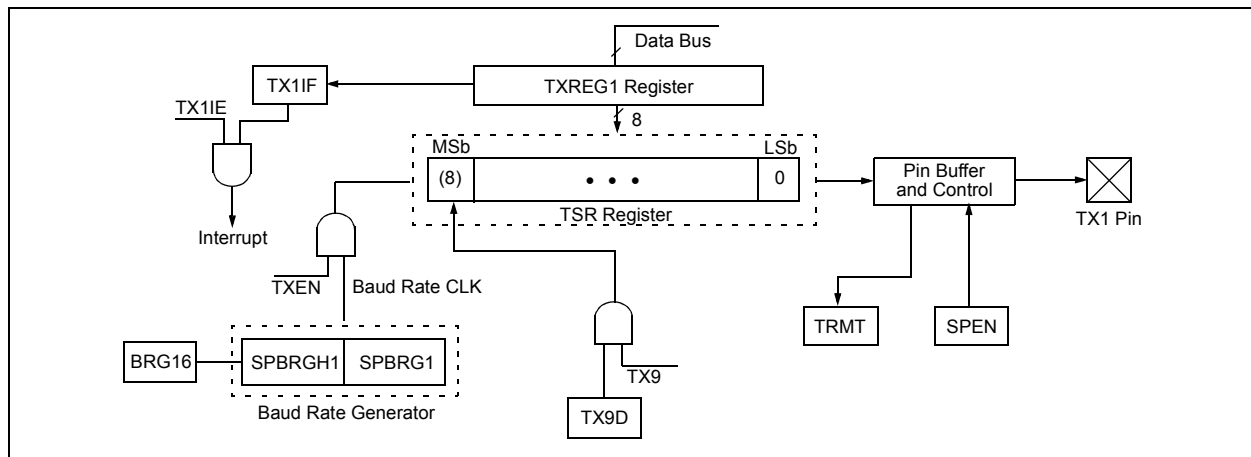 Data Bus
TXREG1 Register
TX1IF
TX1IE
8
MSb
LSb
(8)
• • •
0
TSR Register
Pin Buffer
and Control
TX1 Pin
Interrupt
TXEN
Baud Rate CLK
TRMT
SPEN
BRG16
SPBRGH1
SPBRG1
TX9
Baud Rate Generator
TX9D